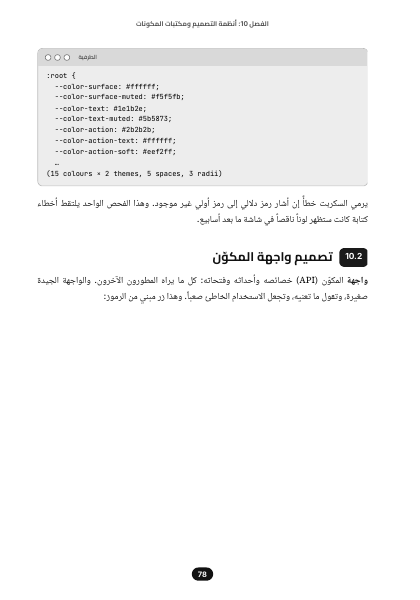 الفصل 10: أنظمة التصميم ومكتبات المكونات
الطرفية
:root {
  --color-surface: #ffffff;
  --color-surface-muted: #f5f5fb;
  --color-text: #1e1b2e;
  --color-text-muted: #5b5873;
  --color-action: #2b2b2b;
  --color-action-text: #ffffff;
  --color-action-soft: #eef2ff;
  …
(15 colours × 2 themes, 5 spaces, 3 radii)
يرمي السكربت خطأً إن أشار رمز دلالي إلى رمز أولي غير موجود. وهذا الفحص الواحد يلتقط أخطاء
كتابة كانت ستظهر لوناً ناقصاً في شاشة ما بعد أسابيع.
10.2 تصميم واجهة المكوّن
واجهة المكوّن (API) خصائصه وأحداثه وفتحاته: كل ما يراه المطورون الآخرون. والواجهة الجيدة
صغيرة، وتقول ما تعنيه، وتجعل الاستخدام الخاطئ صعباً. وهذا زر مبني من الرموز:
78